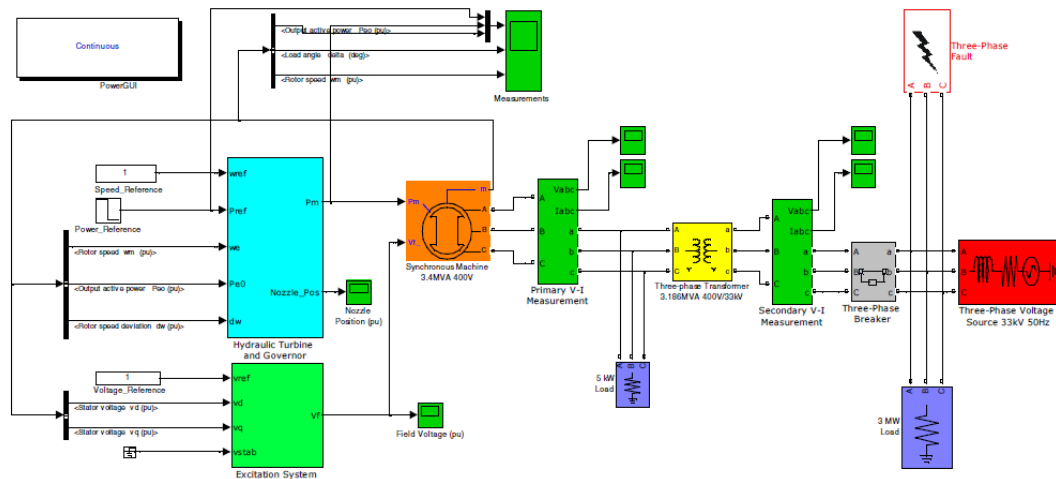 Continuous
PowerGUI
<Output active power Peo (pu)>
<Load angle delta (deg)>
<Rotor speed wm (pu)>
Measurements
Three-Phase
Fault
A B C
1
Speed_Reference
Power_Reference
<Rotor speed wm (pu)>
<Output active power Peo (pu)>
<Rotor speed deviation dw (pu)>
wref
Pref
we
Pe0
dw
Pm
Nozzle_Pos
Hydraulic Turbine
and Governor
Nozzle
Position (pu)
1
Voltage_Reference
<Stator voltage vd (pu)>
<Stator voltage vq (pu)>
vref
vd
vq
vstab
Vf
Excitation System
Field Voltage (pu)
Pm
Vf_
m
A
B
C
Synchronous Machine
3.4MVA 400V
A
B
C
Vabc
Iabc
a
b
c
Primary V-I
Measurement
A B C
5 kW
Load
A
B
C
a
b
c
Three-phase Transformer
3.186MVA 400V/33kV
A
B
C
Vabc
Iabc
a
b
c
Secondary V-I
Measurement
A
B
C
a
b
c
Three-Phase
Breaker
A
B
C
Three-Phase Voltage
Source 33kV 50Hz
A B C
3 MW
Load